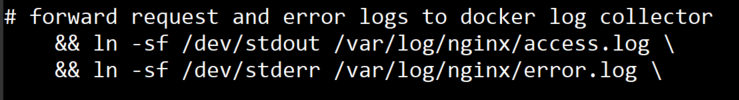 # forward request and error logs to docker log collector
&& ln -sf /dev/stdout /var/log/nginx/access.log \
&& ln -sf /dev/stderr /var/log/nginx/error.log \